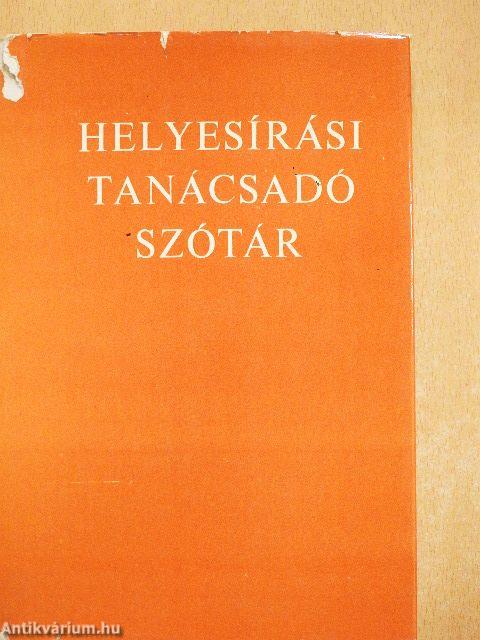 HELYESÍRÁSI
TANÁCSADÓ
SZÓTÁR
Antikvárium.hu